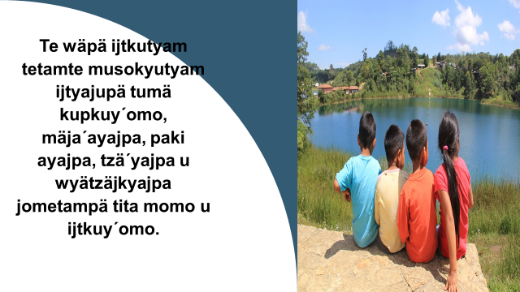 Te wäpä ijtkutyam
tetamte musokyutyam
ijtyajupä tumä
kupkuy´omo,
mäja´ayajpa, paki
ayajpa, tzä´yajpa u
wyätzäjkyajpa
jometampä tita momo u
ijtkuy´omo.